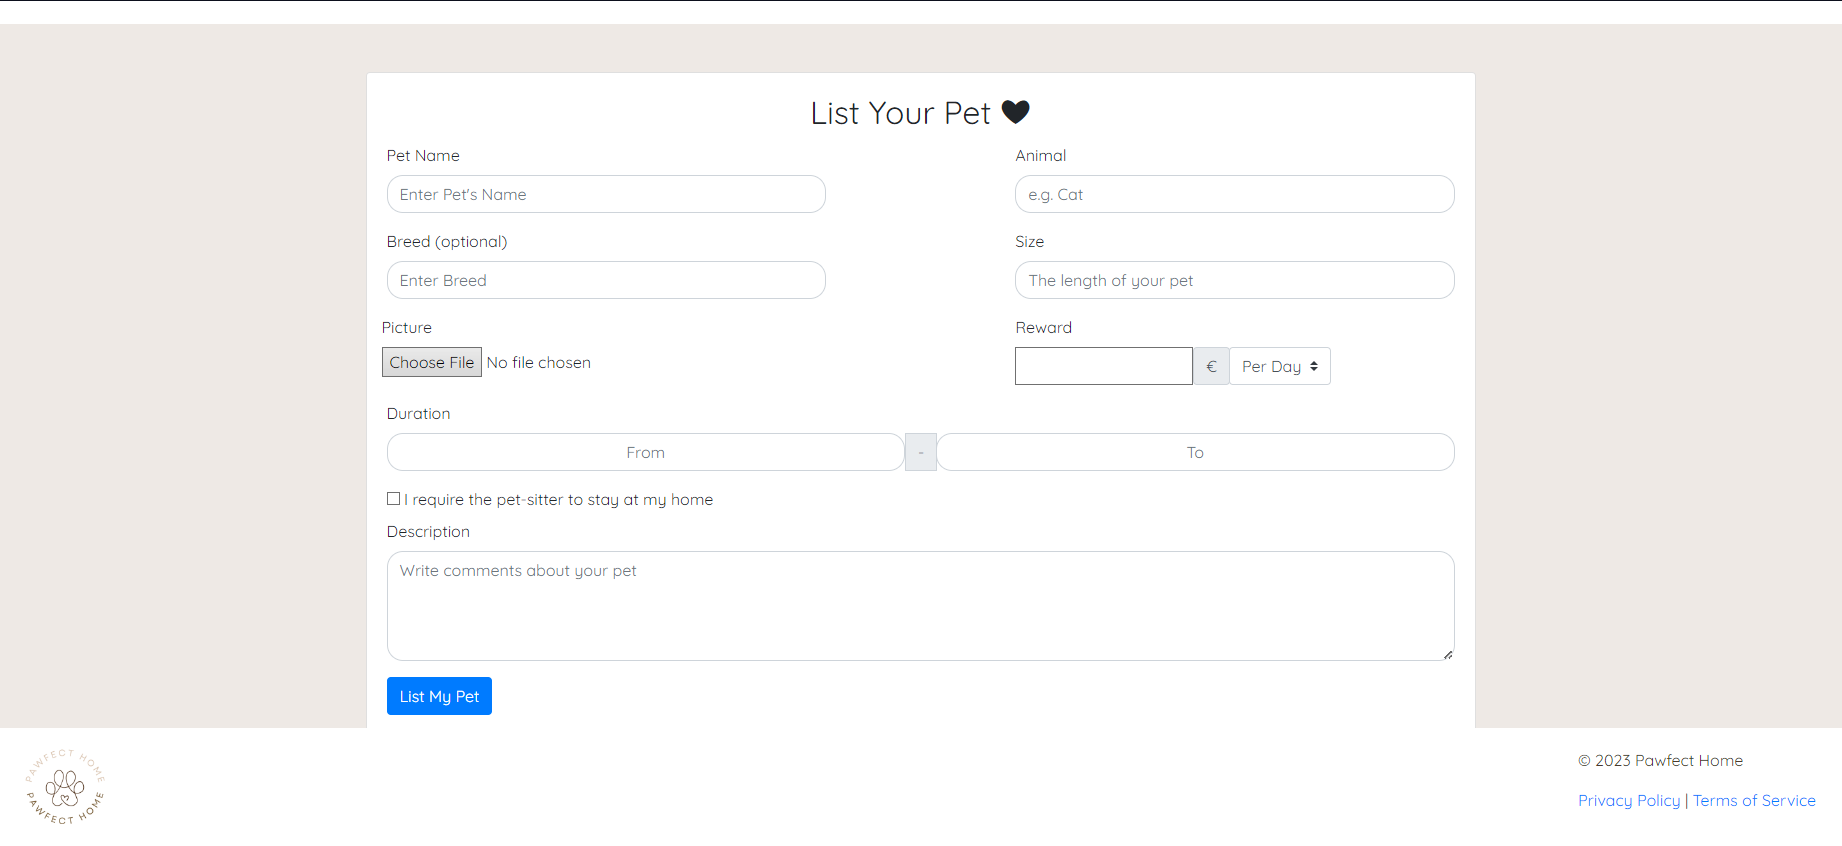 List Your Pet
Pet Name
Animal
Enter Pet's Name
e.g. Cat
Breed (optional)
Size
Enter Breed
The length of your pet
Picture
Reward
Choose File No file chosen
€ Per Day
Duration
From - To
I require the pet-sitter to stay at my home
Description
Write comments about your pet
List My Pet
PAWFECT HOME
PAWFECT HOME
© 2023 Pawfect Home
Privacy Policy | Terms of Service